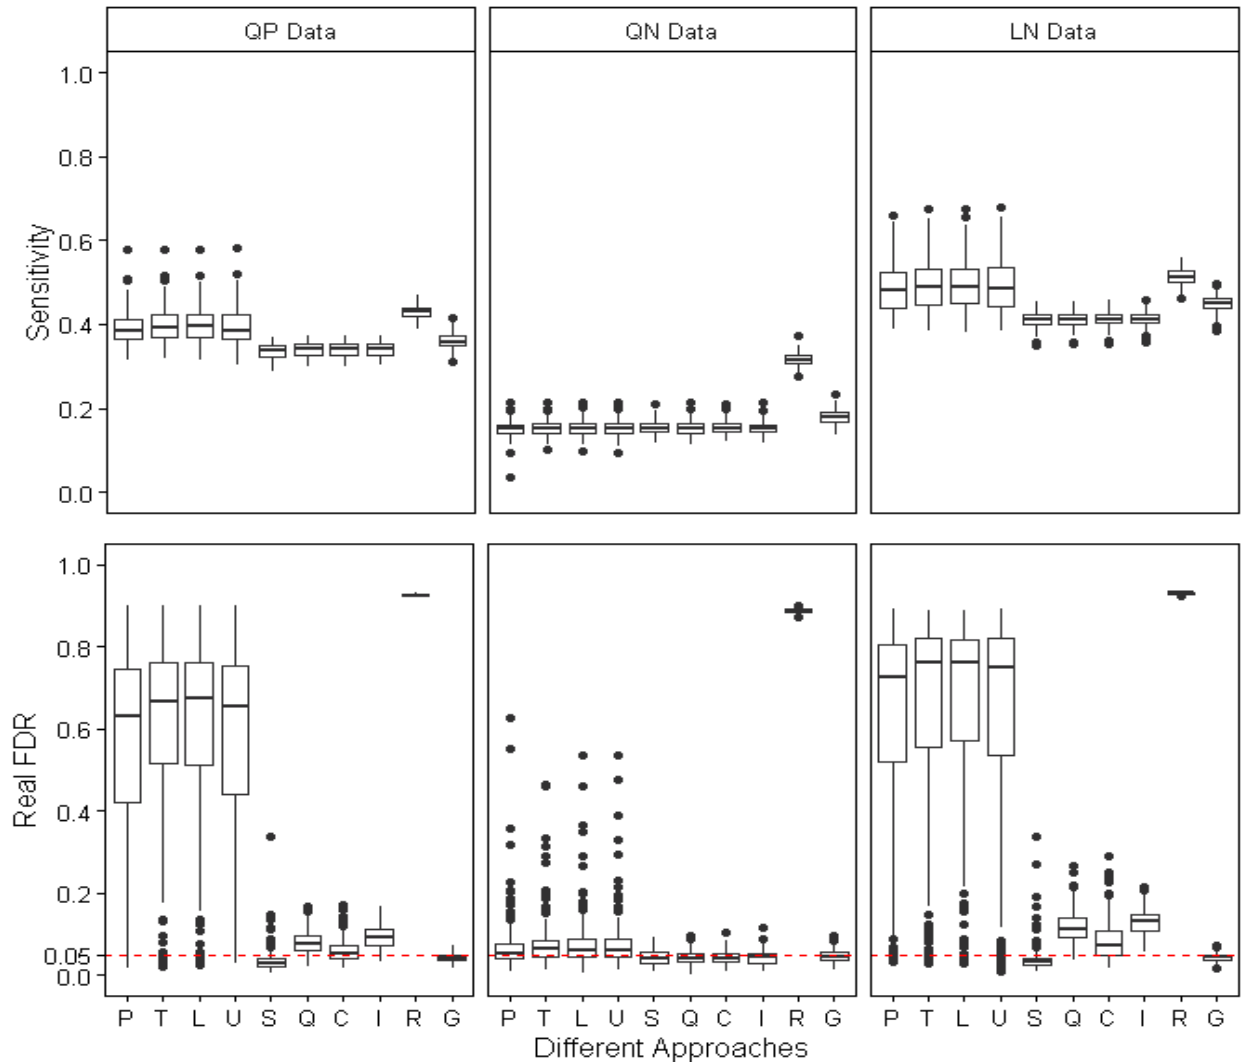 QP Data QN Data LN Data
Sensitivity
1.0
0.8
0.6
0.4
0.2
0.0
Real FDR
1.0
0.8
0.6
0.4
0.2
0.05
0.0
P T L U S Q C I R G P T L U S Q C I R G P T L U S Q C I R G
Different Approaches